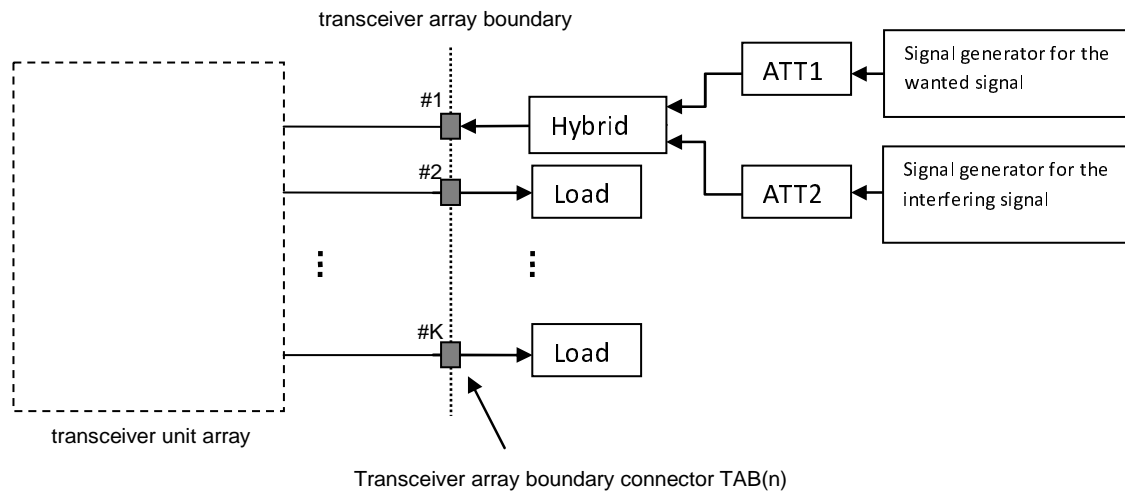 transceiver array boundary
Signal generator for the
wanted signal
ATT1
#1
Hybrid
#2
Load
ATT2
Signal generator for the
interfering signal
#K
Load
transceiver unit array
Transceiver array boundary connector TAB(n)